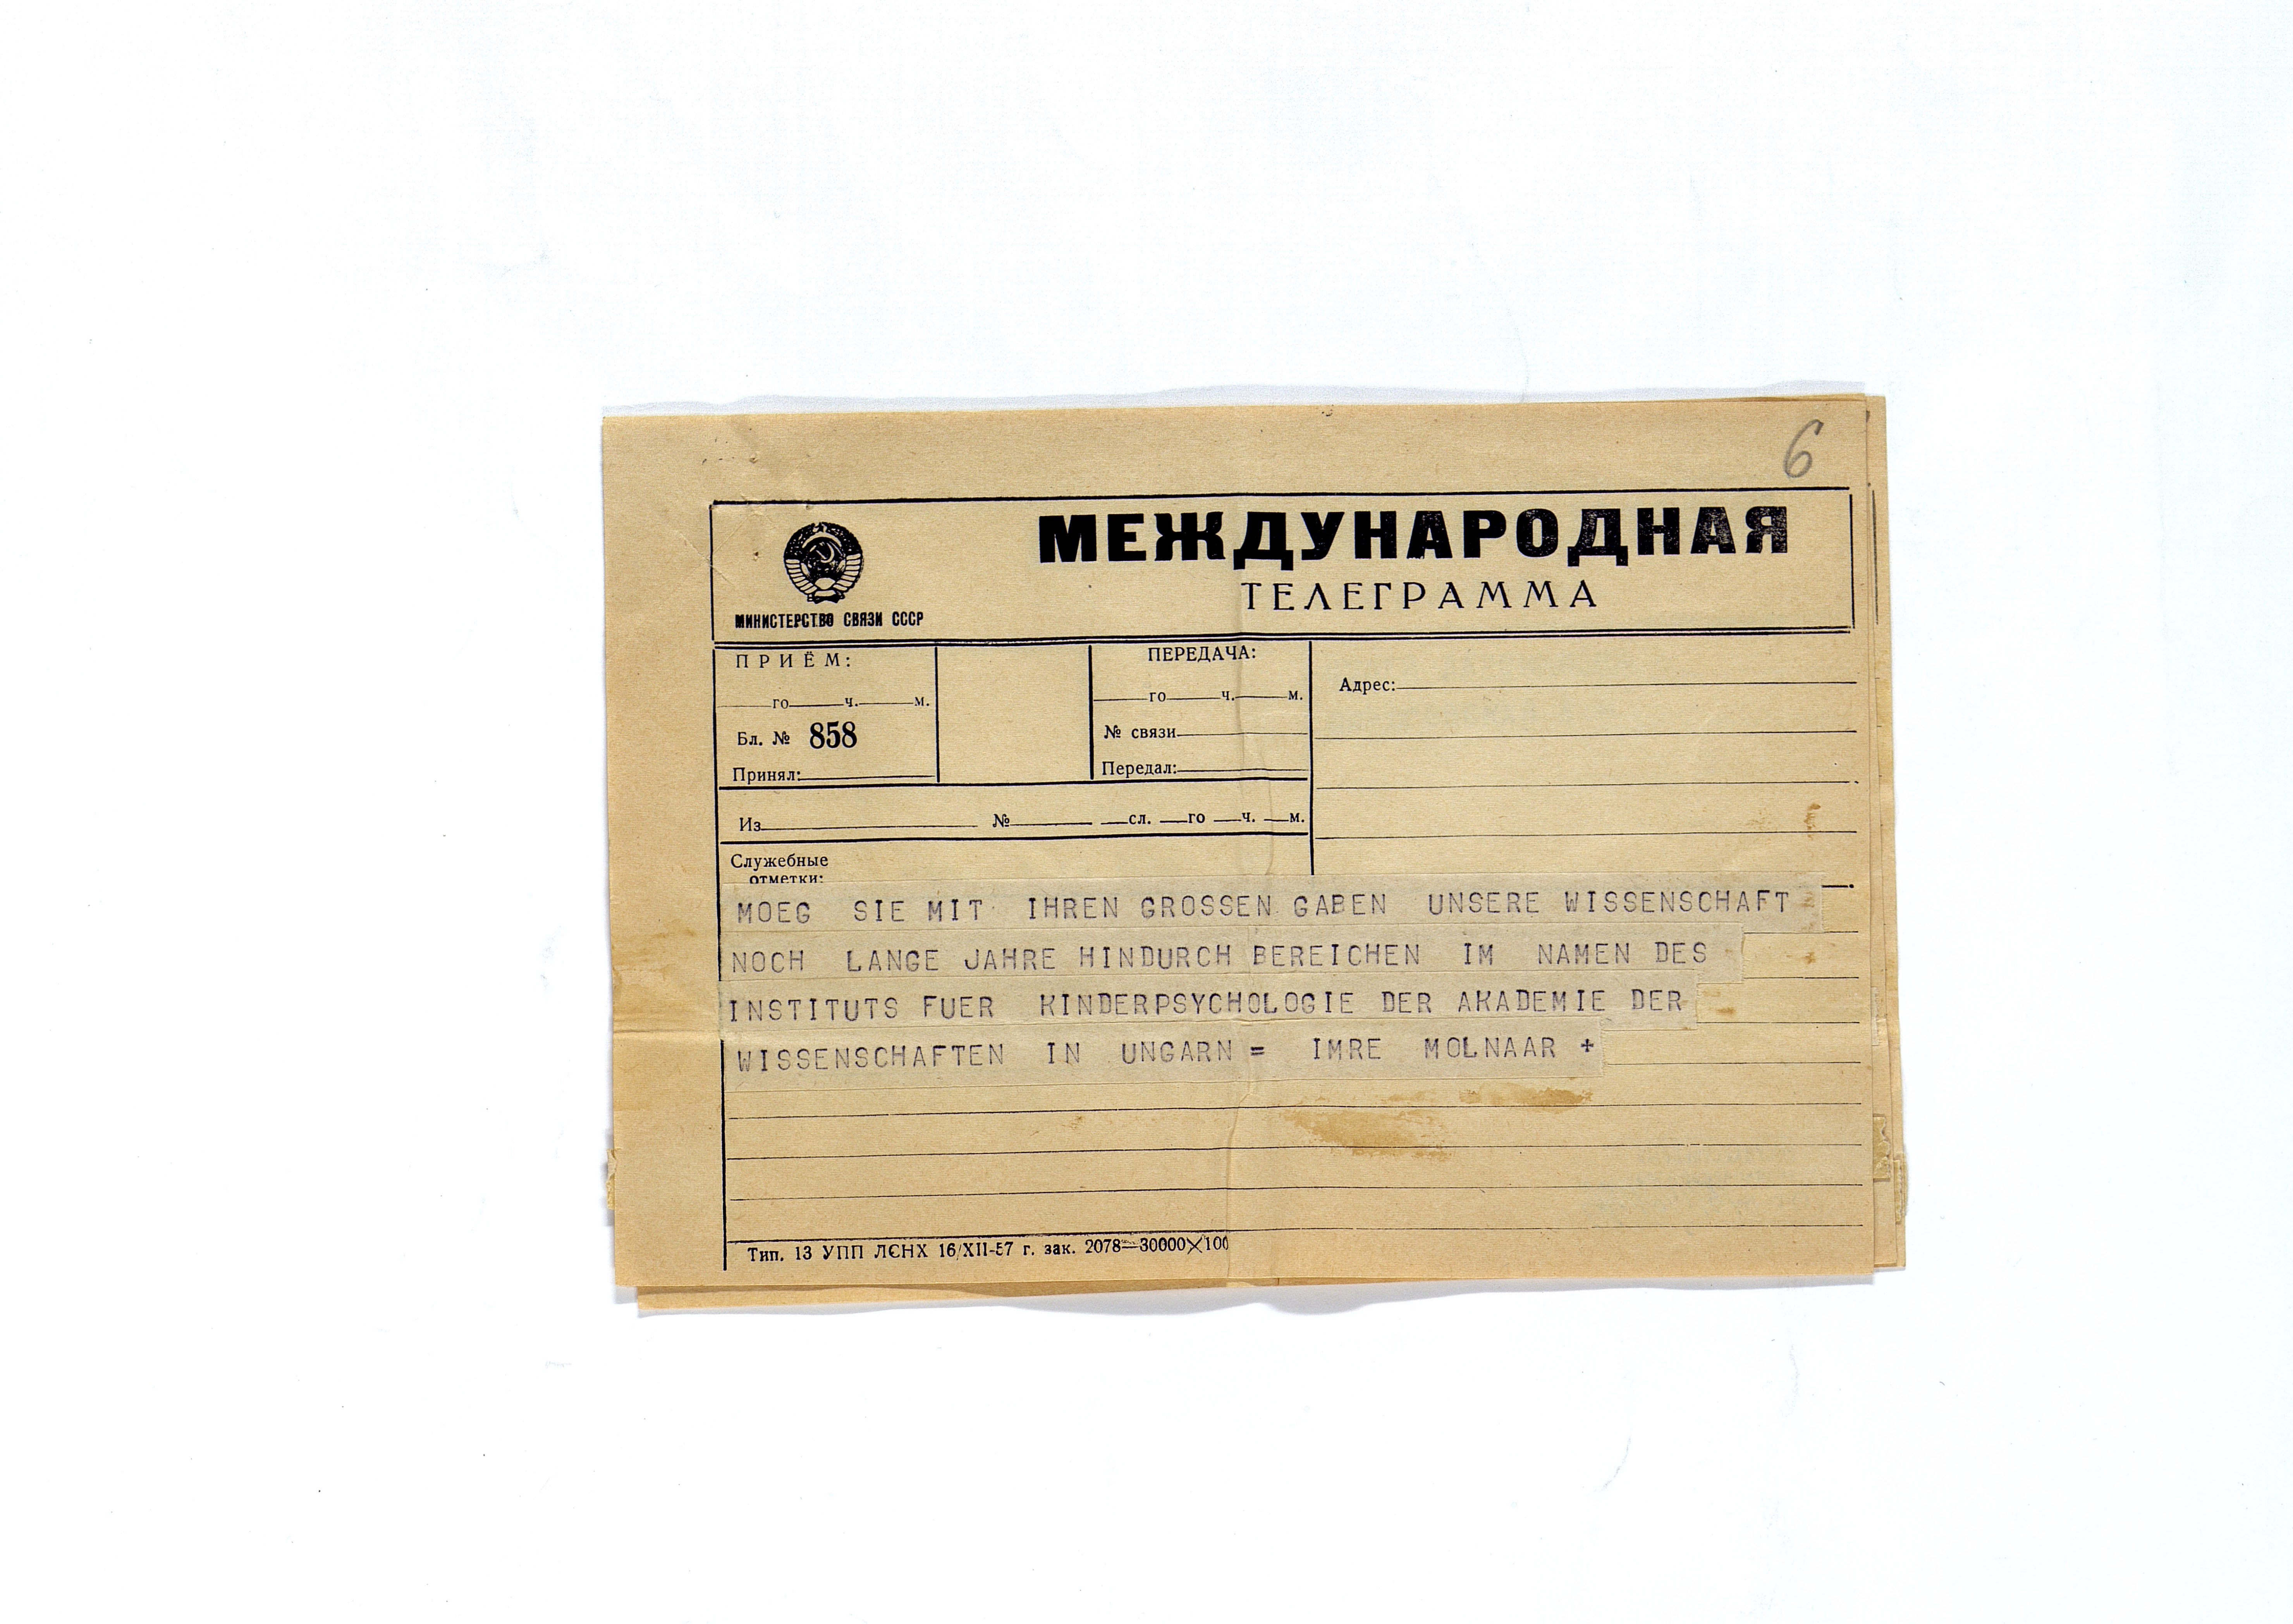 6
МЕЖДУНАРОДНАЯ
ТЕЛЕГРАММА
МИНИСТЕРСТВО СВЯЗИ СССР
ПРИЁМ:
го ч. м.
Бл. № 858
Принял:
ПЕРЕДАЧА:
го ч. м.
№ связи
Передал:
Адрес:
Из № сл. го ч. м.
Служебные
отметки:
MOEG SIE MIT IHREN GROSSEN GABEN UNSERE WISSENSCHAFT
NOCH LANGE JAHRE HINDURCH BEREICHEN IM NAMEN DES
INSTITUTS FUER KINDERPSYCHOLOGIE DER AKADEMIE DER
WISSENSCHAFTEN IN UNGARN = IMRE MOLNAAR +
Тип. 13 УПП ЛСНХ 16/XII-57 г. зак. 2078—30000×100